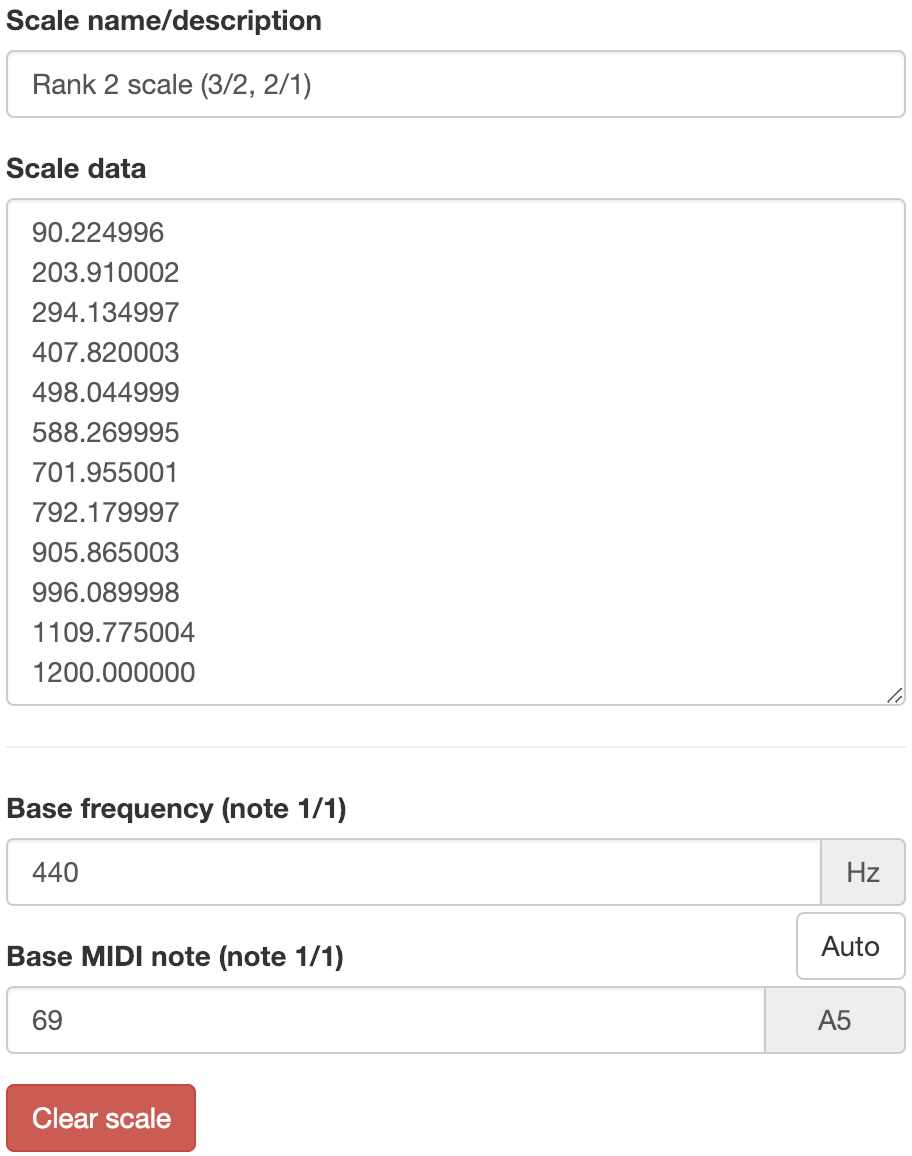 Scale name/description
Rank 2 scale (3/2, 2/1)
Scale data
90.224996
203.910002
294.134997
407.820003
498.044999
588.269995
701.955001
792.179997
905.865003
996.089998
1109.775004
1200.000000
Base frequency (note 1/1)
440 Hz
Base MIDI note (note 1/1) Auto
69 A5
Clear scale